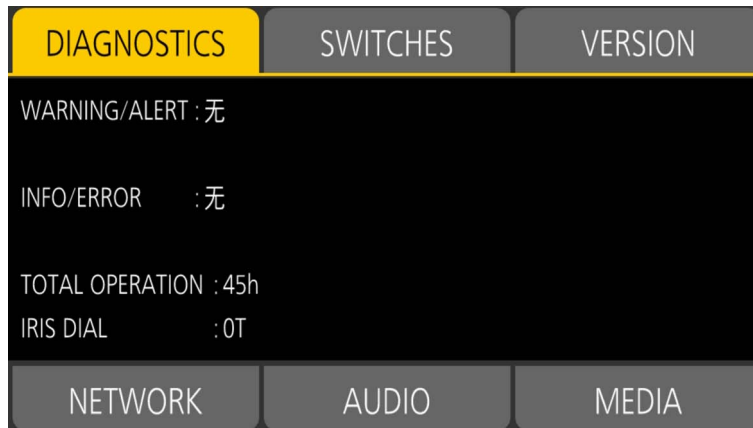 DIAGNOSTICS SWITCHES VERSION
WARNING/ALERT : 无
INFO/ERROR : 无
TOTAL OPERATION : 45h
IRIS DIAL : 0T
NETWORK AUDIO MEDIA